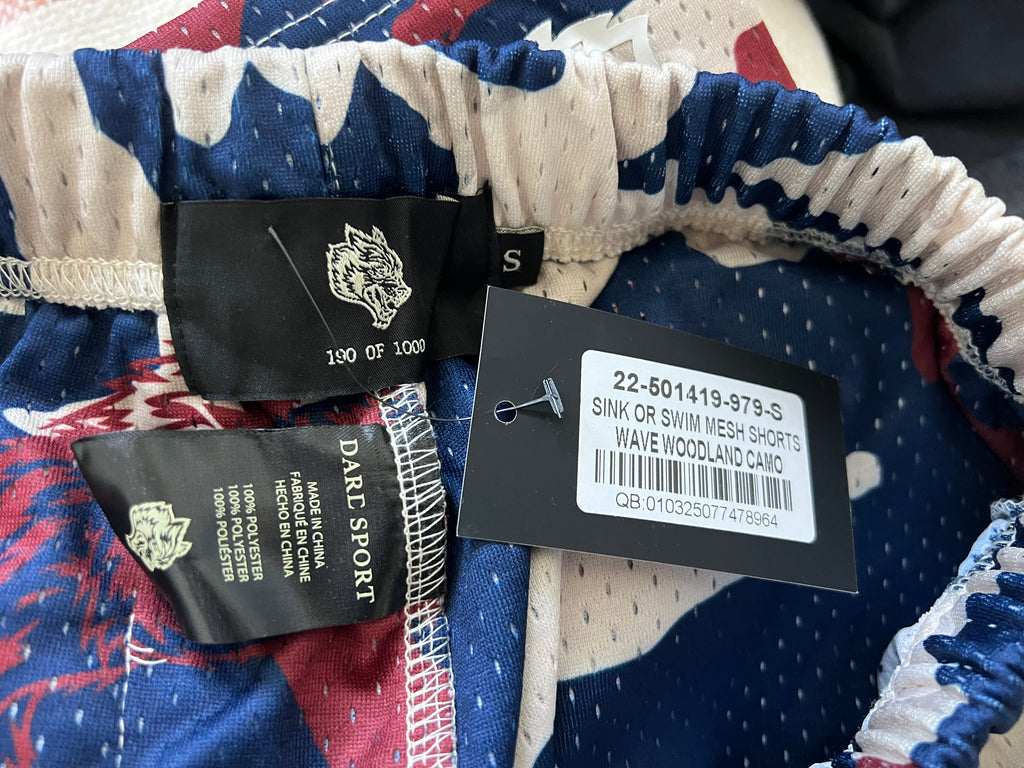 190 OF 1000
S
22-501419-979-S
SINK OR SWIM MESH SHORTS
WAVE WOODLAND CAMO
QB:010325077478964
DARC SPORT
MADE IN CHINA
FABRIQUÉ EN CHINE
HECHO EN CHINA
100% POLYESTER
100% POLYESTER
100% POLIÉSTER